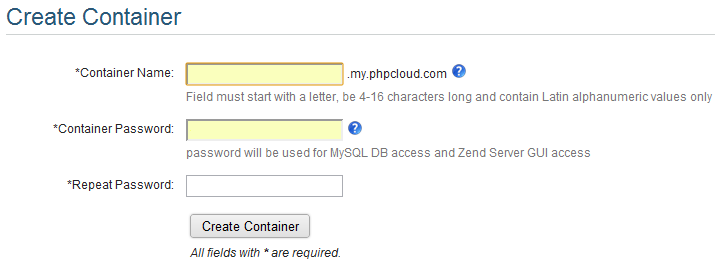 Create Container
*Container Name: .my.phpcloud.com ?
Field must start with a letter, be 4-16 characters long and contain Latin alphanumeric values only
*Container Password: ?
password will be used for MySQL DB access and Zend Server GUI access
*Repeat Password:
Create Container
All fields with * are required.